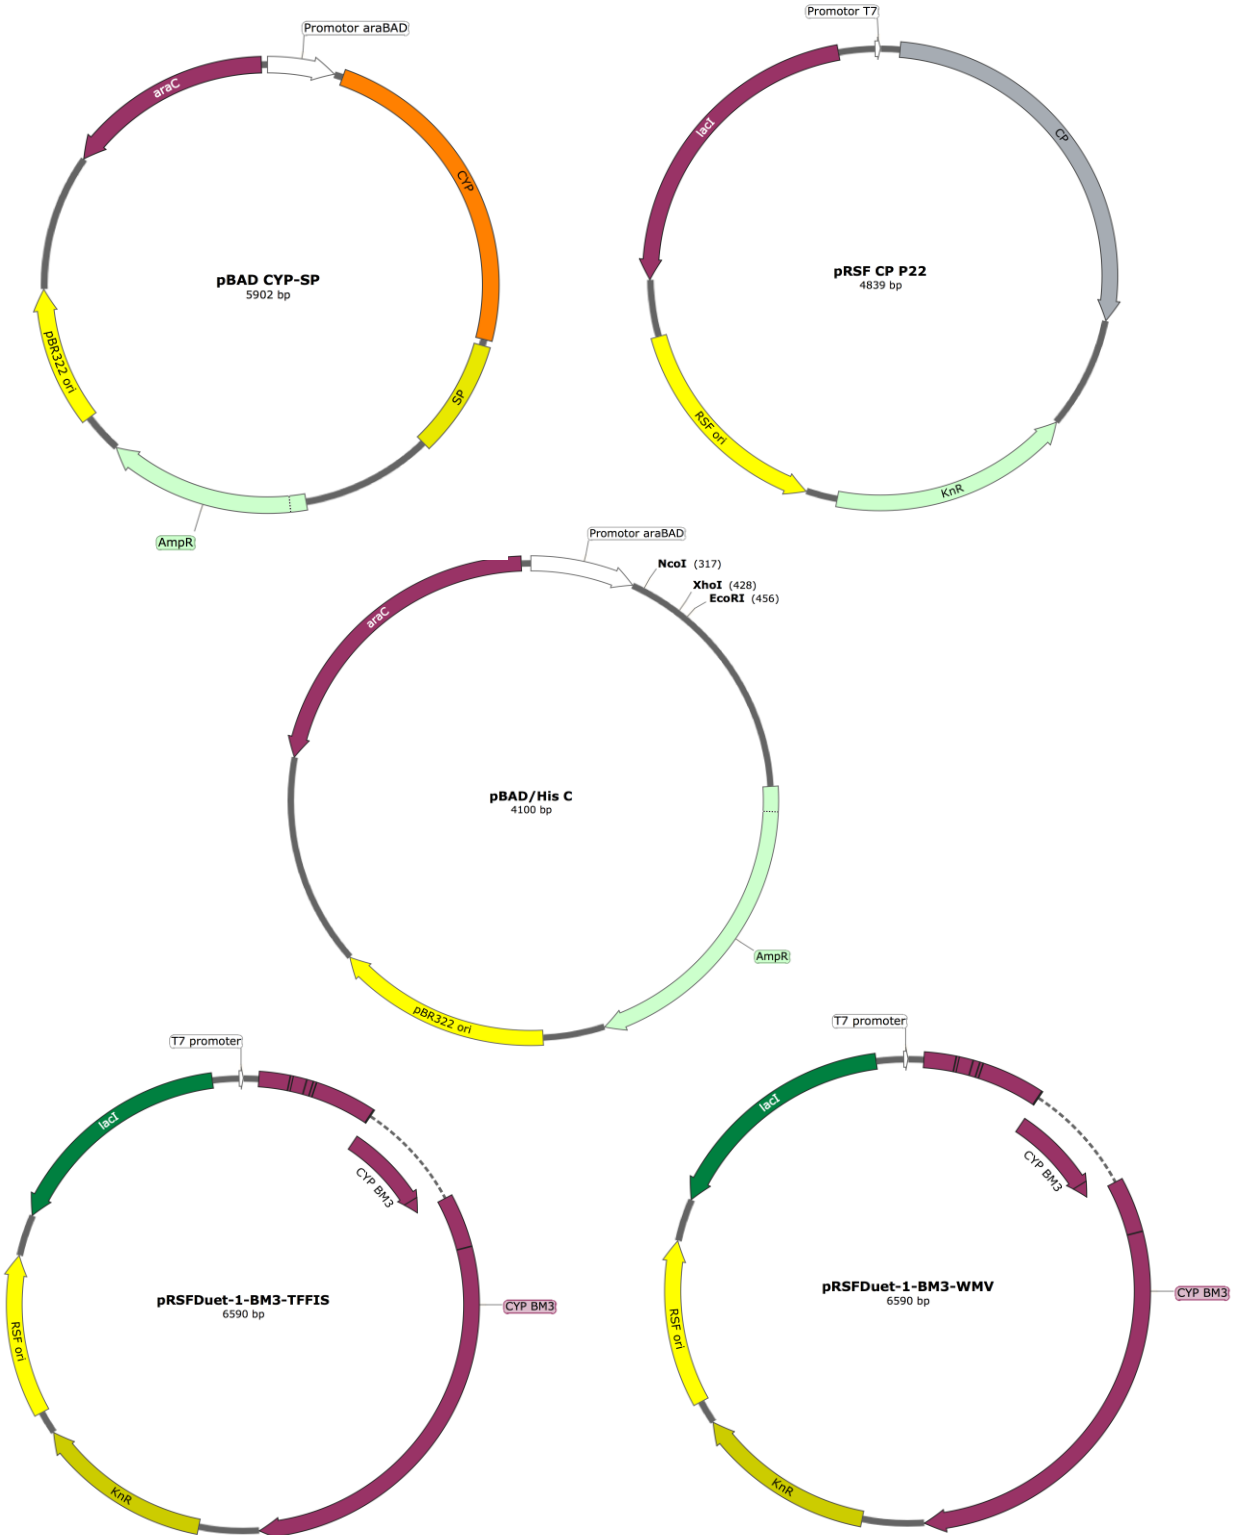 Promotor araBAD
araC
CYP
pBAD CYP-SP
5902 bp
pBR322 ori
SP
AmpR
Promotor T7
lacI
CP
pRSF CP P22
4839 bp
RSF ori
KnR
Promotor araBAD
NcoI (317)
XhoI (428)
EcoRI (456)
araC
pBAD/His C
4100 bp
AmpR
pBR322 ori
T7 promoter
lacI
CYP BM3
pRSFDuet-1-BM3-TFFIS
6590 bp
CYP BM3
RSF ori
KnR
T7 promoter
lacI
CYP BM3
pRSFDuet-1-BM3-WMV
6590 bp
CYP BM3
RSF ori
KnR